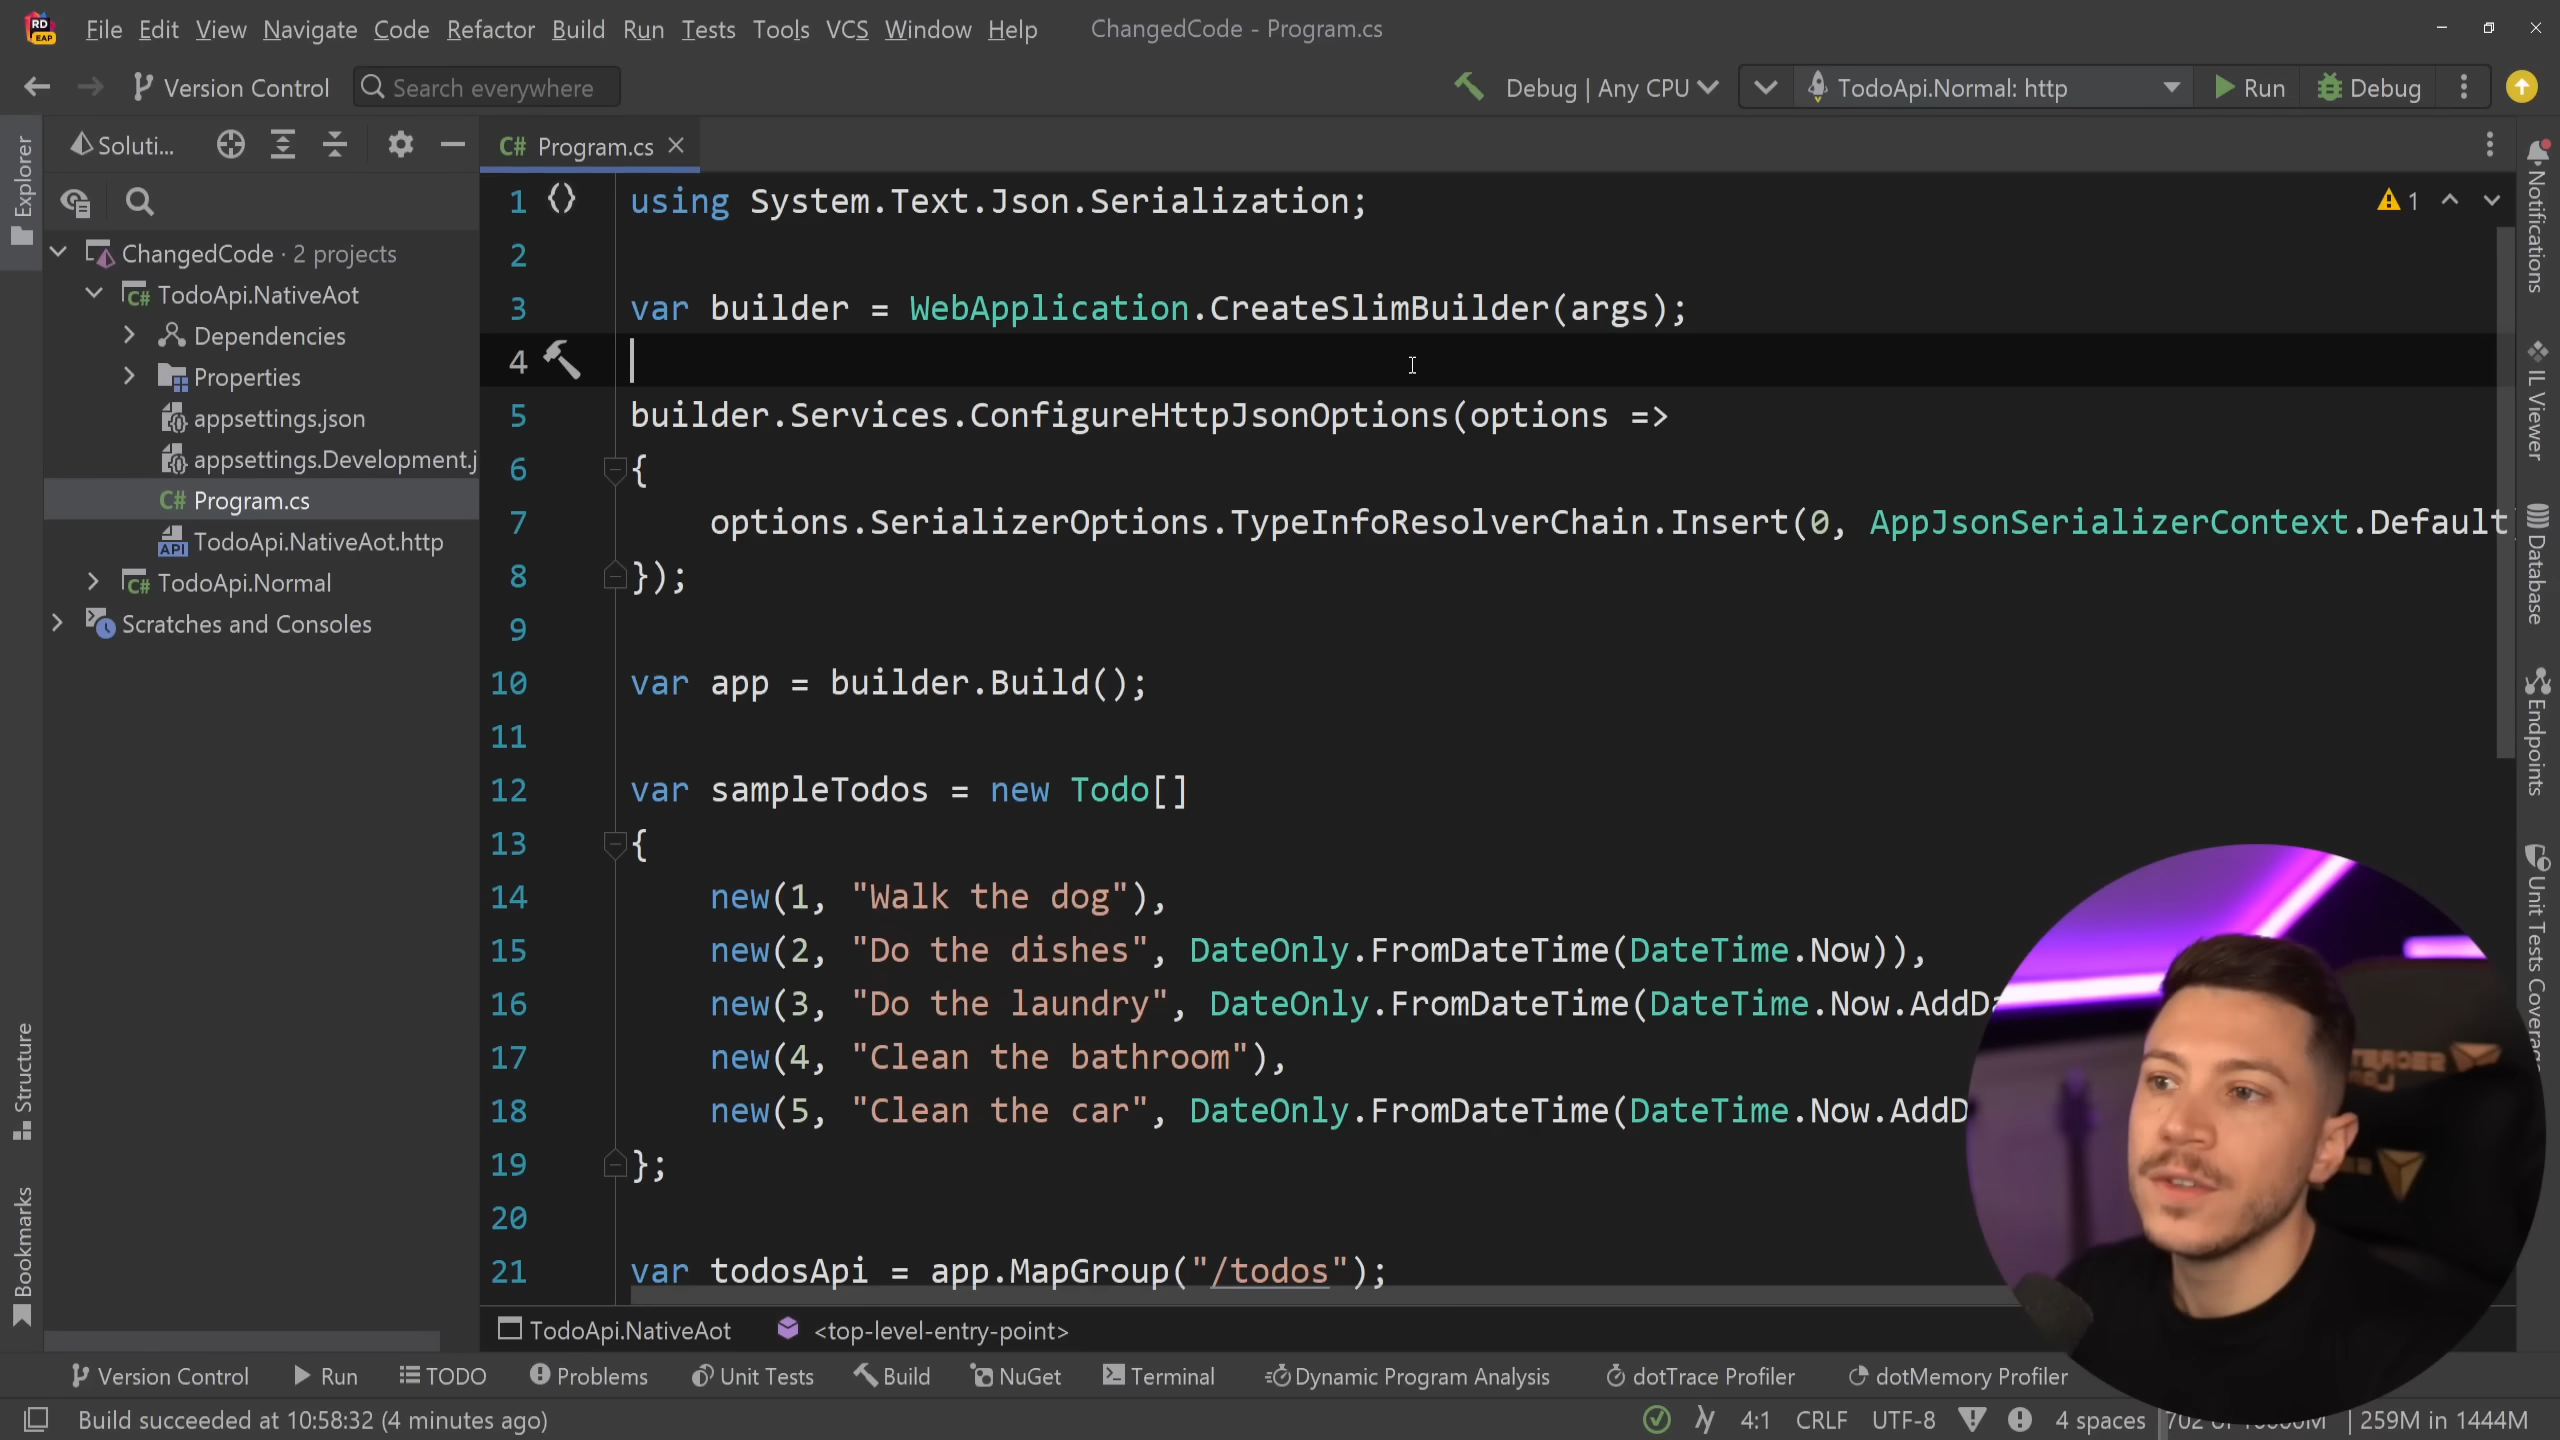 RD
EAP
File Edit View Navigate Code Refactor Build Run Tests Tools VCS Window Help
ChangedCode - Program.cs
Version Control
Search everywhere
Debug | Any CPU
TodoApi.Normal: http
Run
Debug
Explorer
Soluti...
C# Program.cs
ChangedCode · 2 projects
C# TodoApi.NativeAot
Dependencies
Properties
appsettings.json
appsettings.Development.j
C# Program.cs
API TodoApi.NativeAot.http
C# TodoApi.Normal
Scratches and Consoles
Structure
Bookmarks
1 using System.Text.Json.Serialization;
2
3 var builder = WebApplication.CreateSlimBuilder(args);
4
5 builder.Services.ConfigureHttpJsonOptions(options =>
6 {
7 options.SerializerOptions.TypeInfoResolverChain.Insert(0, AppJsonSerializerContext.Default
8 });
9
10 var app = builder.Build();
11
12 var sampleTodos = new Todo[]
13 {
14 new(1, "Walk the dog"),
15 new(2, "Do the dishes", DateOnly.FromDateTime(DateTime.Now)),
16 new(3, "Do the laundry", DateOnly.FromDateTime(DateTime.Now.AddDa
17 new(4, "Clean the bathroom"),
18 new(5, "Clean the car", DateOnly.FromDateTime(DateTime.Now.AddD
19 };
20
21 var todosApi = app.MapGroup("/todos");
1
Notifications
IL Viewer
Database
Endpoints
Unit Tests Coverag
TodoApi.NativeAot
<top-level-entry-point>
Version Control Run TODO Problems Unit Tests Build NuGet Terminal Dynamic Program Analysis dotTrace Profiler dotMemory Profiler
Build succeeded at 10:58:32 (4 minutes ago)
4:1 CRLF UTF-8 4 spaces
259M in 1444M